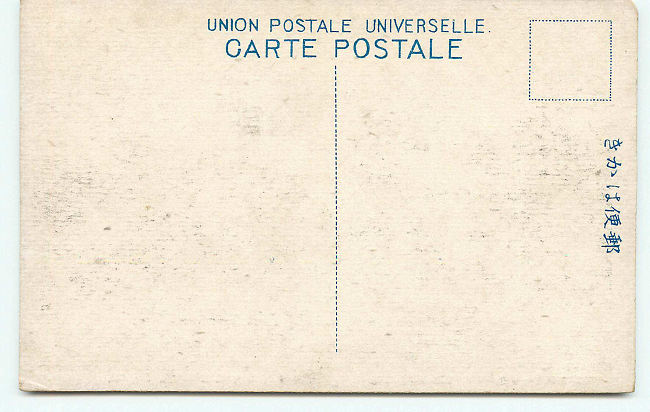 UNION POSTALE UNIVERSELLE.
CARTE POSTALE
郵便はかき